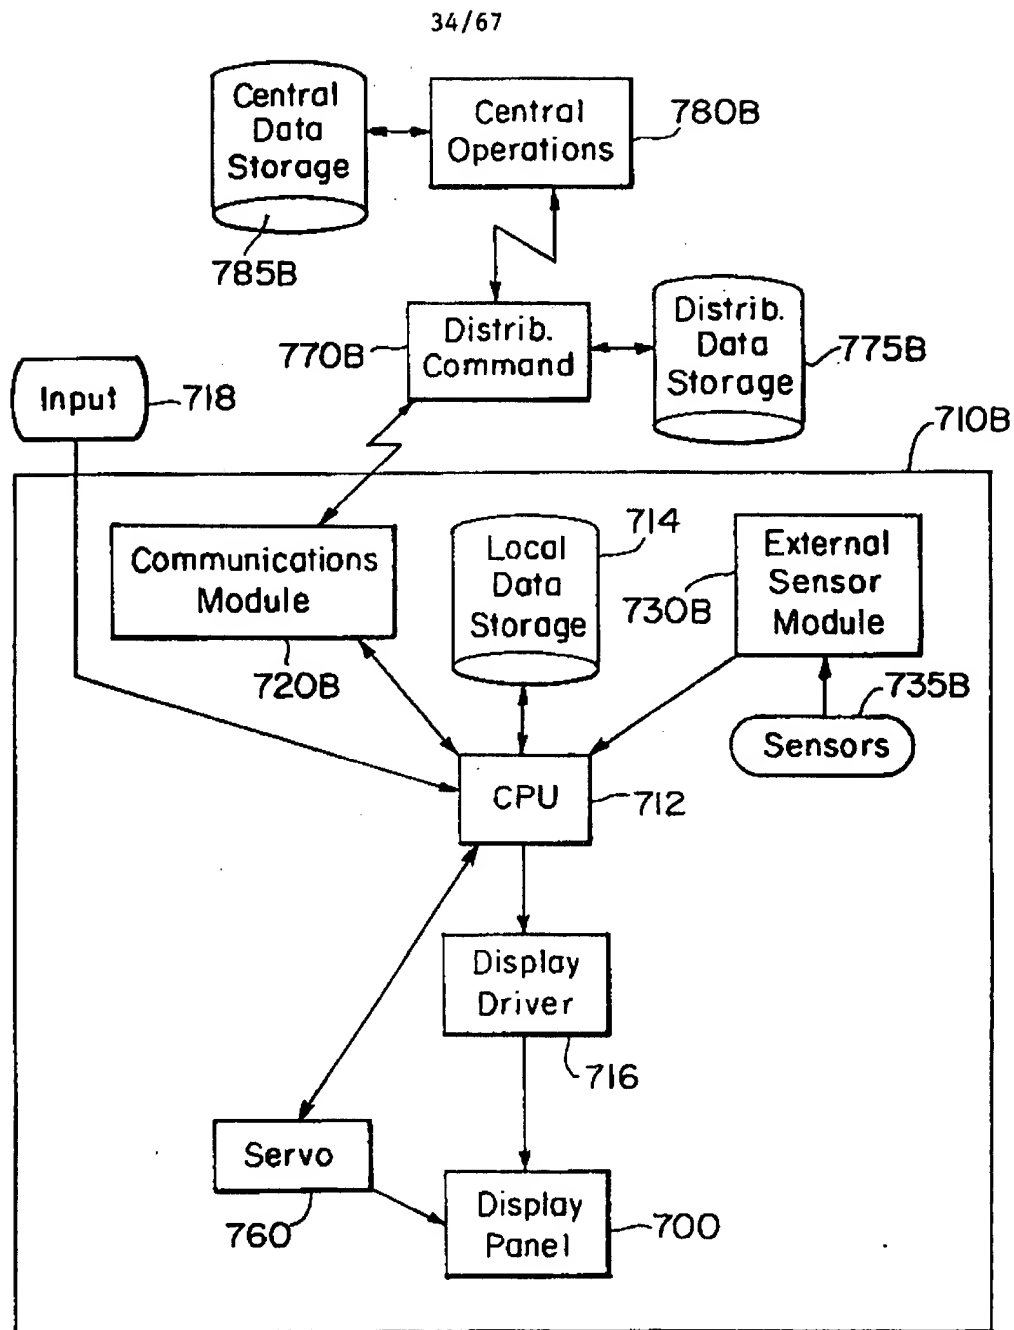 34/67
Central
Data
Storage
785B
Central
Operations
780B
Distrib.
Command
770B
Distrib.
Data
Storage
775B
Input
718
710B
Communications
Module
720B
Local
Data
Storage
714
External
Sensor
Module
730B
735B
Sensors
CPU
712
Display
Driver
716
Servo
760
Display
Panel
700